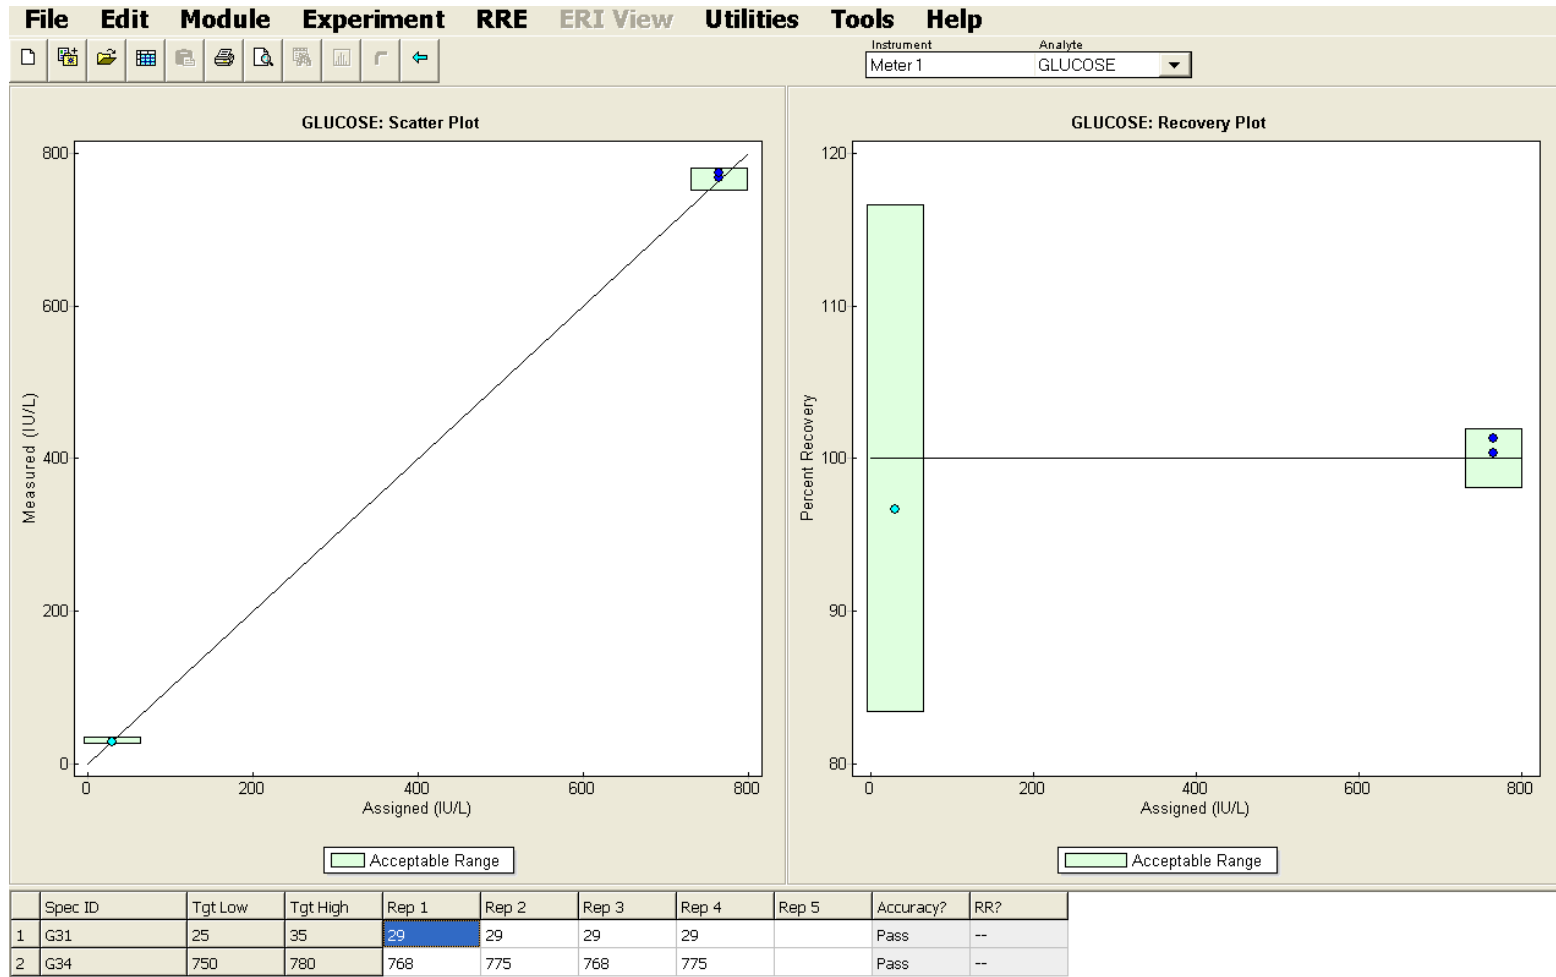 File Edit Module Experiment RRE ERI View Utilities Tools Help
Instrument Analyte
Meter 1 GLUCOSE
GLUCOSE: Scatter Plot
800
600
400
200
0
Measured (IU/L)
0 200 400 600 800
Assigned (IU/L)
Acceptable Range
GLUCOSE: Recovery Plot
120
110
100
90
80
Percent Recovery
0 200 400 600 800
Assigned (IU/L)
Acceptable Range
Spec ID Tgt Low Tgt High Rep 1 Rep 2 Rep 3 Rep 4 Rep 5 Accuracy? RR?
1 G31 25 35 29 29 29 29 Pass --
2 G34 750 780 768 775 768 775 Pass --